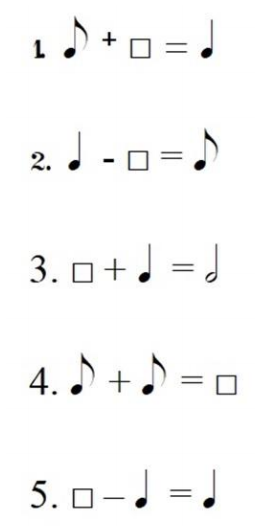 1. ♪ + □ = ♩
2. ♩ - □ = ♪
3. □ + ♩ = 𝅗𝅥
4. ♪ + ♪ = □
5. □ – ♩ = ♩